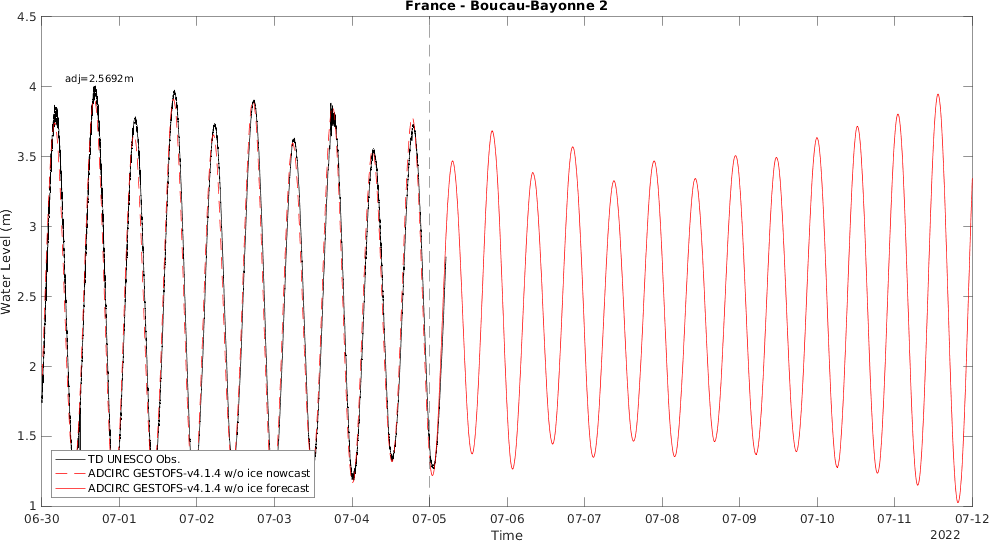 France - Boucau-Bayonne 2
adj=2.5692m
4.5
4
3.5
3
2.5
2
1.5
1
Water Level (m)
TD UNESCO Obs.
ADCIRC GESTOFS-v4.1.4 w/o ice nowcast
ADCIRC GESTOFS-v4.1.4 w/o ice forecast
06-30 07-01 07-02 07-03 07-04 07-05 07-06 07-07 07-08 07-09 07-10 07-11 07-12
Time
2022